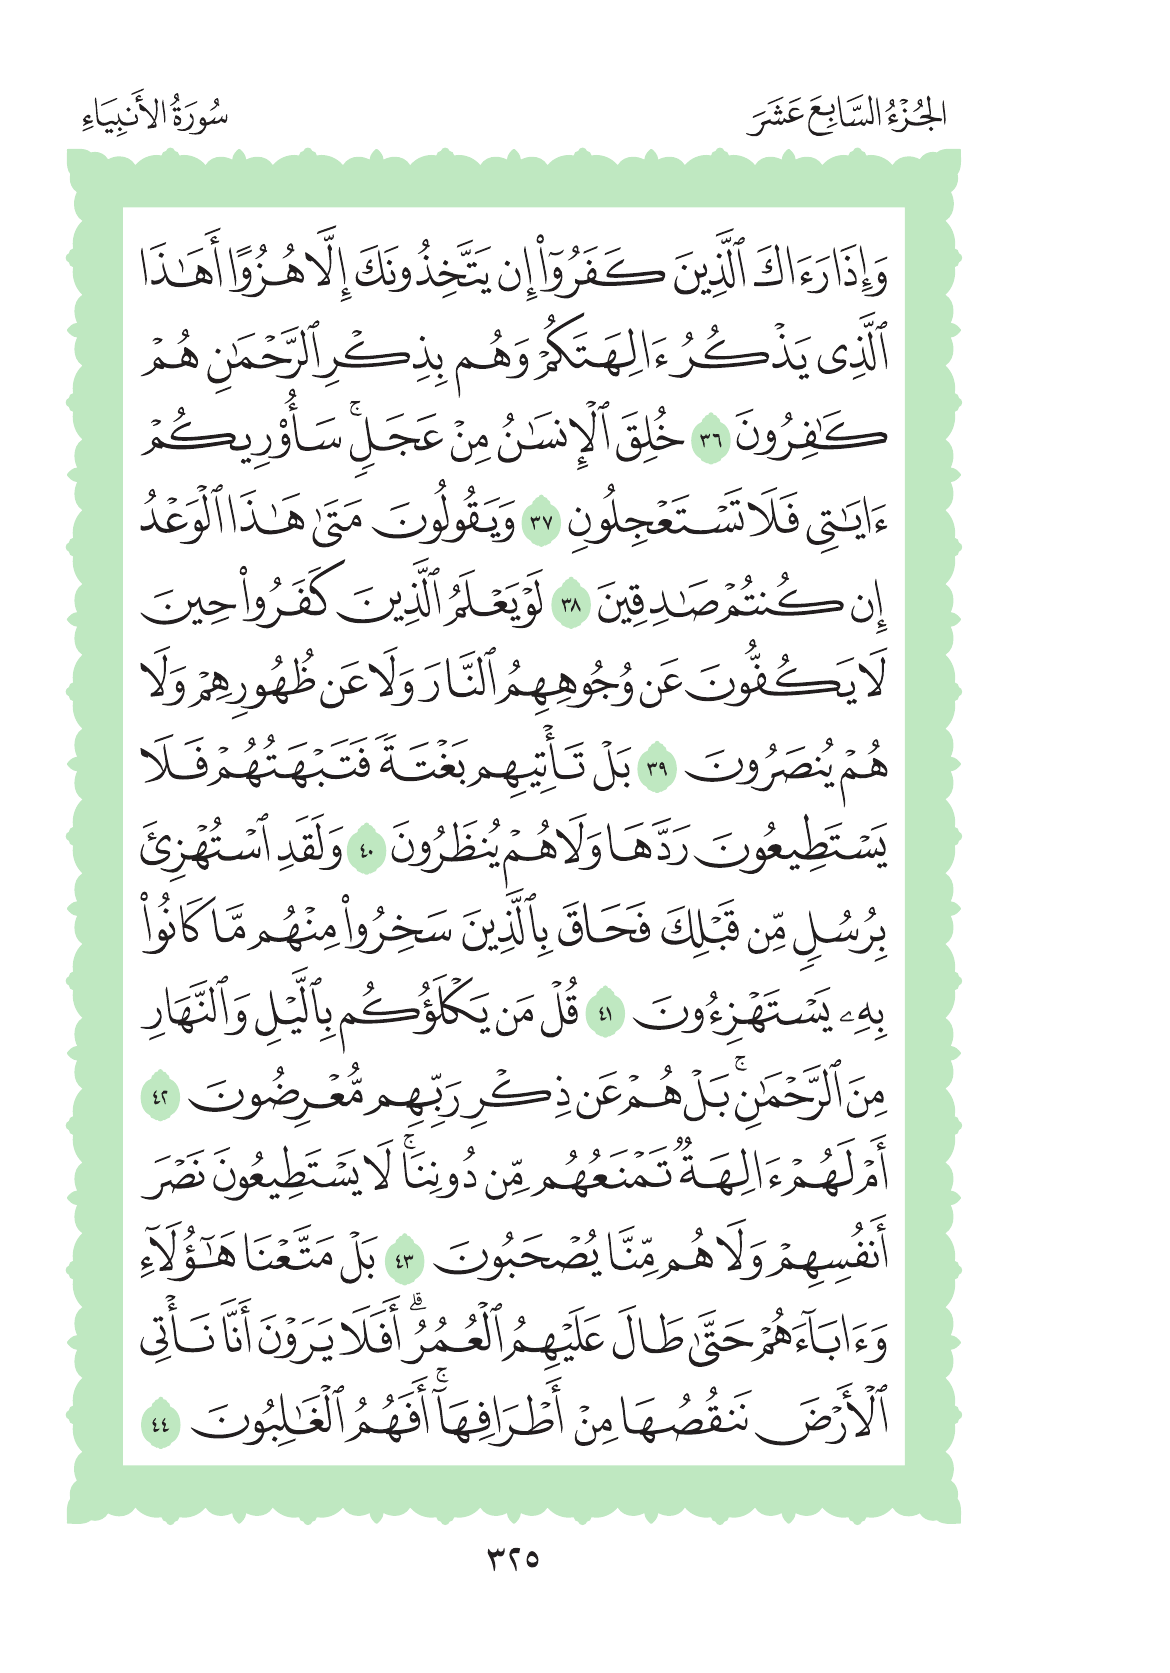 الجُزْءُ السَّابِعَ عَشَرَ
سُورَةُ الأَنبِيَاءِ
وَإِذَا رَءَاكَ ٱلَّذِينَ كَفَرُوٓاْ إِن يَتَّخِذُونَكَ إِلَّا هُزُوًا أَهَٰذَا
ٱلَّذِى يَذْكُرُ ءَالِهَتَكُمْ وَهُم بِذِكْرِ ٱلرَّحْمَٰنِ هُمْ
كَٰفِرُونَ ٣٦ خُلِقَ ٱلْإِنسَٰنُ مِنْ عَجَلٍۚ سَأُوْرِيكُمْ
ءَايَٰتِى فَلَا تَسْتَعْجِلُونِ ٣٧ وَيَقُولُونَ مَتَىٰ هَٰذَا ٱلْوَعْدُ
إِن كُنتُمْ صَٰدِقِينَ ٣٨ لَوْ يَعْلَمُ ٱلَّذِينَ كَفَرُواْ حِينَ
لَا يَكُفُّونَ عَن وُجُوهِهِمُ ٱلنَّارَ وَلَا عَن ظُهُورِهِمْ وَلَا
هُمْ يُنصَرُونَ ٣٩ بَلْ تَأْتِيهِم بَغْتَةً فَتَبْهَتُهُمْ فَلَا
يَسْتَطِيعُونَ رَدَّهَا وَلَا هُمْ يُنظَرُونَ ٤٠ وَلَقَدِ ٱسْتُهْزِئَ
بِرُسُلٍ مِّن قَبْلِكَ فَحَاقَ بِٱلَّذِينَ سَخِرُواْ مِنْهُم مَّا كَانُواْ
بِهِۦ يَسْتَهْزِءُونَ ٤١ قُلْ مَن يَكْلَؤُكُم بِٱلَّيْلِ وَٱلنَّهَارِ
مِنَ ٱلرَّحْمَٰنِۚ بَلْ هُمْ عَن ذِكْرِ رَبِّهِم مُّعْرِضُونَ ٤٢
أَمْ لَهُمْ ءَالِهَةٌ تَمْنَعُهُم مِّن دُونِنَاۚ لَا يَسْتَطِيعُونَ نَصْرَ
أَنفُسِهِمْ وَلَا هُم مِّنَّا يُصْحَبُونَ ٤٣ بَلْ مَتَّعْنَا هَٰٓؤُلَآءِ
وَءَابَآءَهُمْ حَتَّىٰ طَالَ عَلَيْهِمُ ٱلْعُمُرُۗ أَفَلَا يَرَوْنَ أَنَّا نَأْتِى
ٱلْأَرْضَ نَنقُصُهَا مِنْ أَطْرَافِهَآۚ أَفَهُمُ ٱلْغَٰلِبُونَ ٤٤
٣٢٥